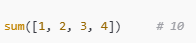 sum([1, 2, 3, 4])     # 10